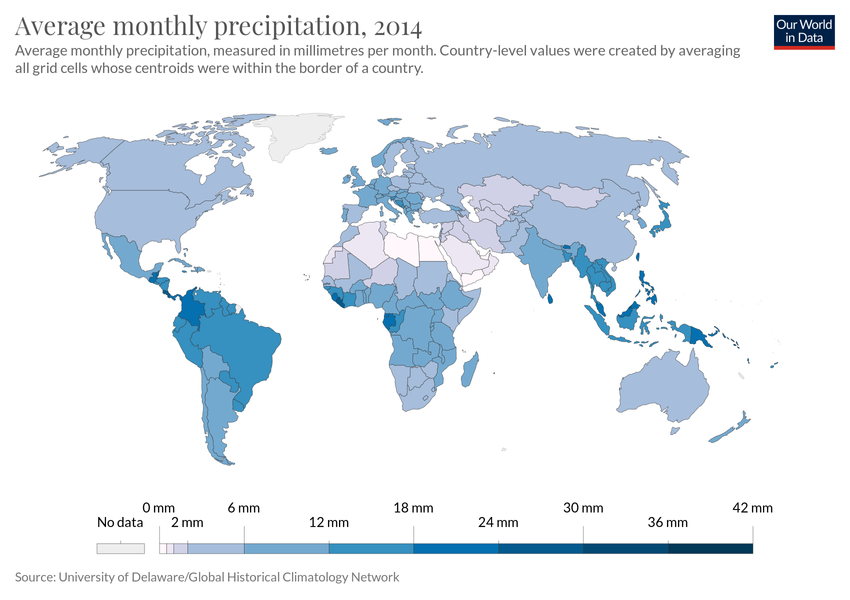 Average monthly precipitation, 2014
Our World
in Data
Average monthly precipitation, measured in millimetres per month. Country-level values were created by averaging
all grid cells whose centroids were within the border of a country.
0 mm 6 mm 18 mm 30 mm 42 mm
No data 2 mm 12 mm 24 mm 36 mm
Source: University of Delaware/Global Historical Climatology Network